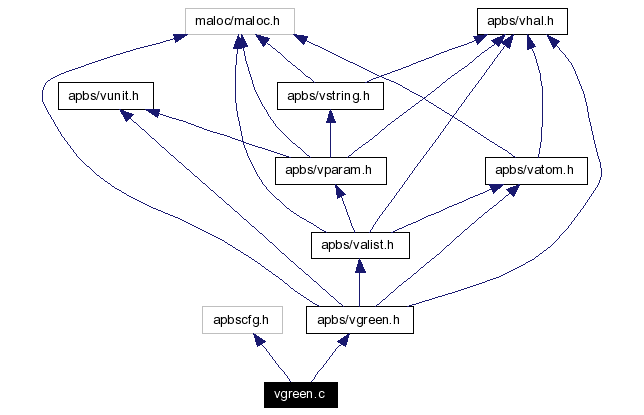 maloc/maloc.h
apbs/vhal.h
apbs/vunit.h
apbs/vstring.h
apbs/vparam.h
apbs/vatom.h
apbs/valist.h
apbscfg.h
apbs/vgreen.h
vgreen.c